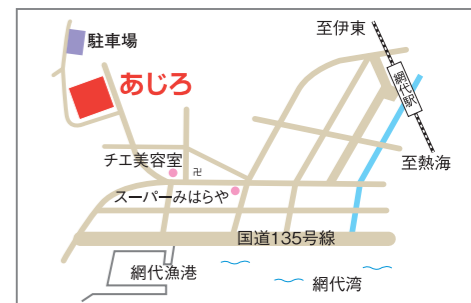 至伊東
駐車場
あじろ
網代駅
チエ美容室
卍
至熱海
スーパーみはらや
国道135号線
網代漁港
網代湾